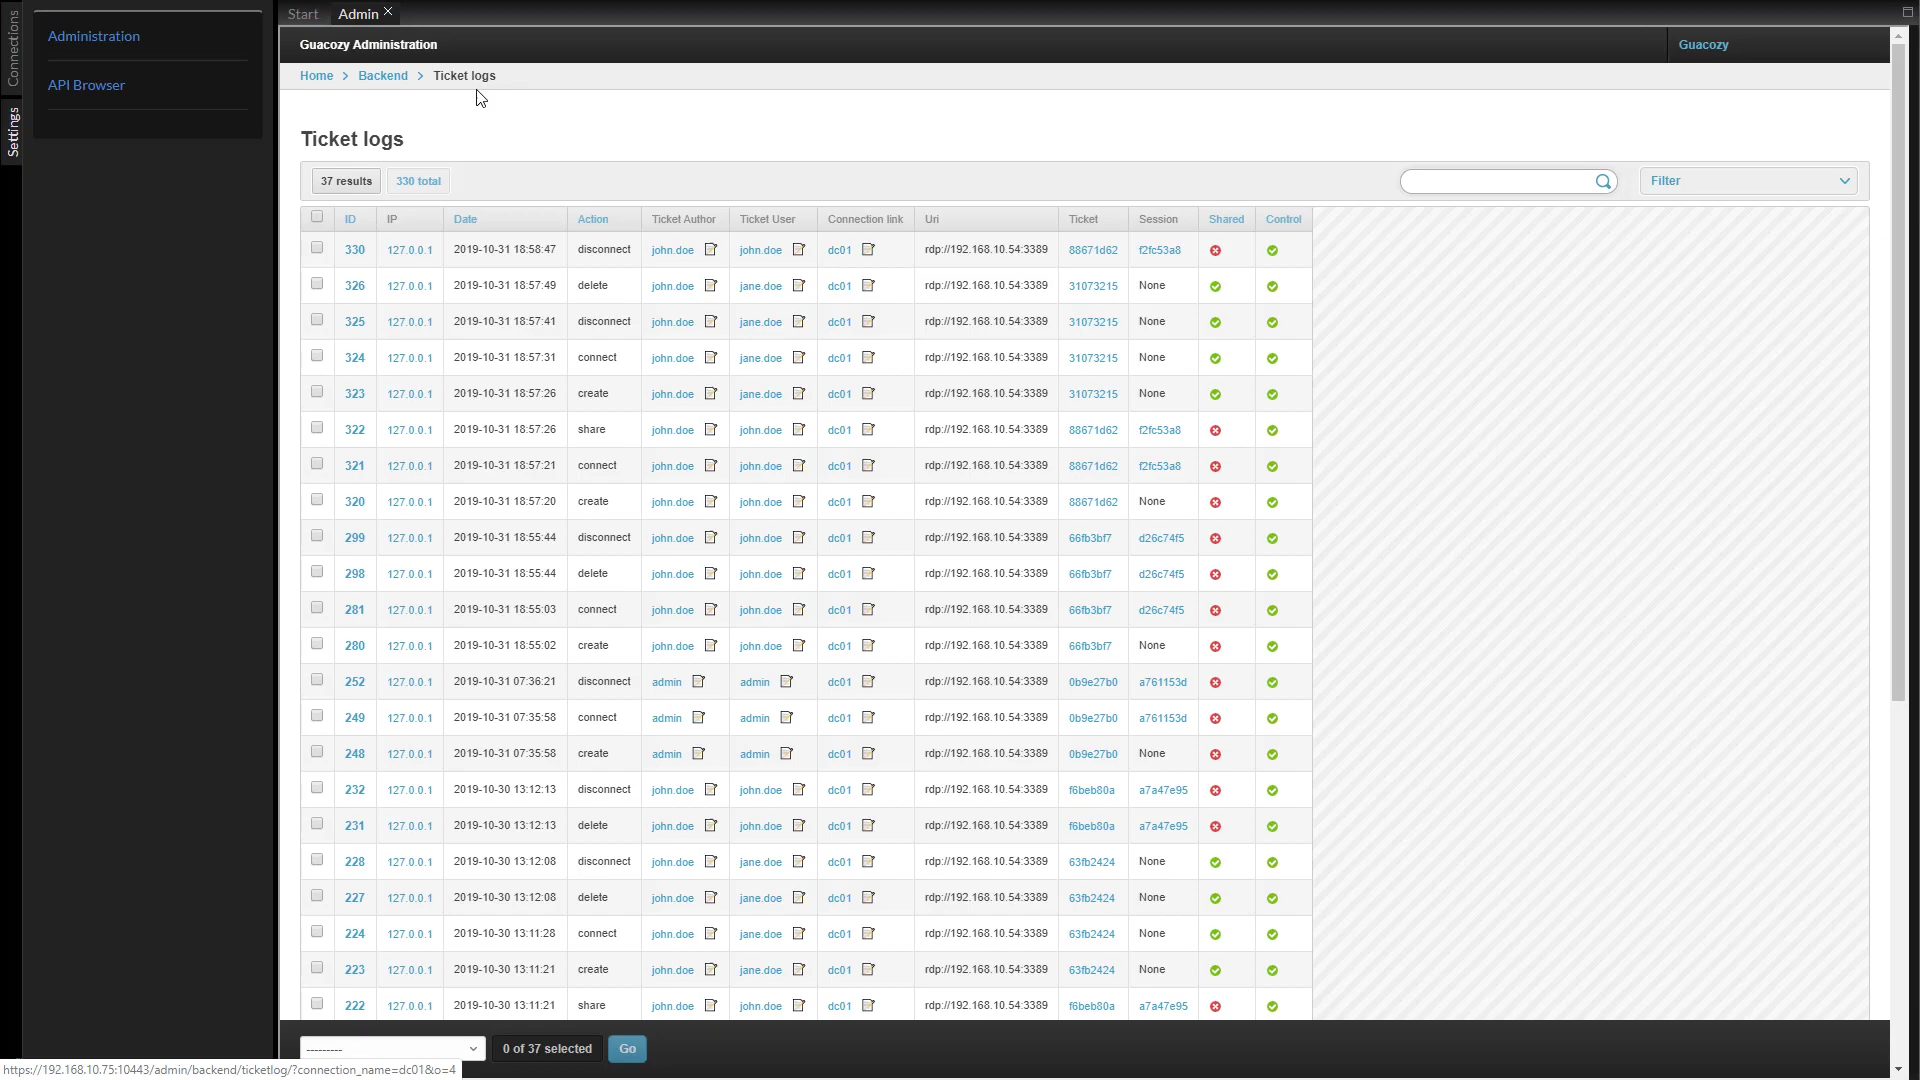 Start
Admin
Connections
Settings
Administration
API Browser
Guacozy Administration
Guacozy
Home > Backend > Ticket logs
Ticket logs
37 results 330 total
Filter
ID IP Date Action Ticket Author Ticket User Connection link Uri Ticket Session Shared Control
330 127.0.0.1 2019-10-31 18:58:47 disconnect john.doe john.doe dc01 rdp://192.168.10.54:3389 88671d62 f2fc53a8
326 127.0.0.1 2019-10-31 18:57:49 delete john.doe jane.doe dc01 rdp://192.168.10.54:3389 31073215 None
325 127.0.0.1 2019-10-31 18:57:41 disconnect john.doe jane.doe dc01 rdp://192.168.10.54:3389 31073215 None
324 127.0.0.1 2019-10-31 18:57:31 connect john.doe jane.doe dc01 rdp://192.168.10.54:3389 31073215 None
323 127.0.0.1 2019-10-31 18:57:26 create john.doe jane.doe dc01 rdp://192.168.10.54:3389 31073215 None
322 127.0.0.1 2019-10-31 18:57:26 share john.doe john.doe dc01 rdp://192.168.10.54:3389 88671d62 f2fc53a8
321 127.0.0.1 2019-10-31 18:57:21 connect john.doe john.doe dc01 rdp://192.168.10.54:3389 88671d62 f2fc53a8
320 127.0.0.1 2019-10-31 18:57:20 create john.doe john.doe dc01 rdp://192.168.10.54:3389 88671d62 None
299 127.0.0.1 2019-10-31 18:55:44 disconnect john.doe john.doe dc01 rdp://192.168.10.54:3389 66fb3bf7 d26c74f5
298 127.0.0.1 2019-10-31 18:55:44 delete john.doe john.doe dc01 rdp://192.168.10.54:3389 66fb3bf7 d26c74f5
281 127.0.0.1 2019-10-31 18:55:03 connect john.doe john.doe dc01 rdp://192.168.10.54:3389 66fb3bf7 d26c74f5
280 127.0.0.1 2019-10-31 18:55:02 create john.doe john.doe dc01 rdp://192.168.10.54:3389 66fb3bf7 None
252 127.0.0.1 2019-10-31 07:36:21 disconnect admin admin dc01 rdp://192.168.10.54:3389 0b9e27b0 a761153d
249 127.0.0.1 2019-10-31 07:35:58 connect admin admin dc01 rdp://192.168.10.54:3389 0b9e27b0 a761153d
248 127.0.0.1 2019-10-31 07:35:58 create admin admin dc01 rdp://192.168.10.54:3389 0b9e27b0 None
232 127.0.0.1 2019-10-30 13:12:13 disconnect john.doe john.doe dc01 rdp://192.168.10.54:3389 f6beb80a a7a47e95
231 127.0.0.1 2019-10-30 13:12:13 delete john.doe john.doe dc01 rdp://192.168.10.54:3389 f6beb80a a7a47e95
228 127.0.0.1 2019-10-30 13:12:08 disconnect john.doe jane.doe dc01 rdp://192.168.10.54:3389 63fb2424 None
227 127.0.0.1 2019-10-30 13:12:08 delete john.doe jane.doe dc01 rdp://192.168.10.54:3389 63fb2424 None
224 127.0.0.1 2019-10-30 13:11:28 connect john.doe jane.doe dc01 rdp://192.168.10.54:3389 63fb2424 None
223 127.0.0.1 2019-10-30 13:11:21 create john.doe jane.doe dc01 rdp://192.168.10.54:3389 63fb2424 None
222 127.0.0.1 2019-10-30 13:11:21 share john.doe john.doe dc01 rdp://192.168.10.54:3389 f6beb80a a7a47e95
--------- 0 of 37 selected Go
https://192.168.10.75:10443/admin/backend/ticketlog/?connection_name=dc01&o=4